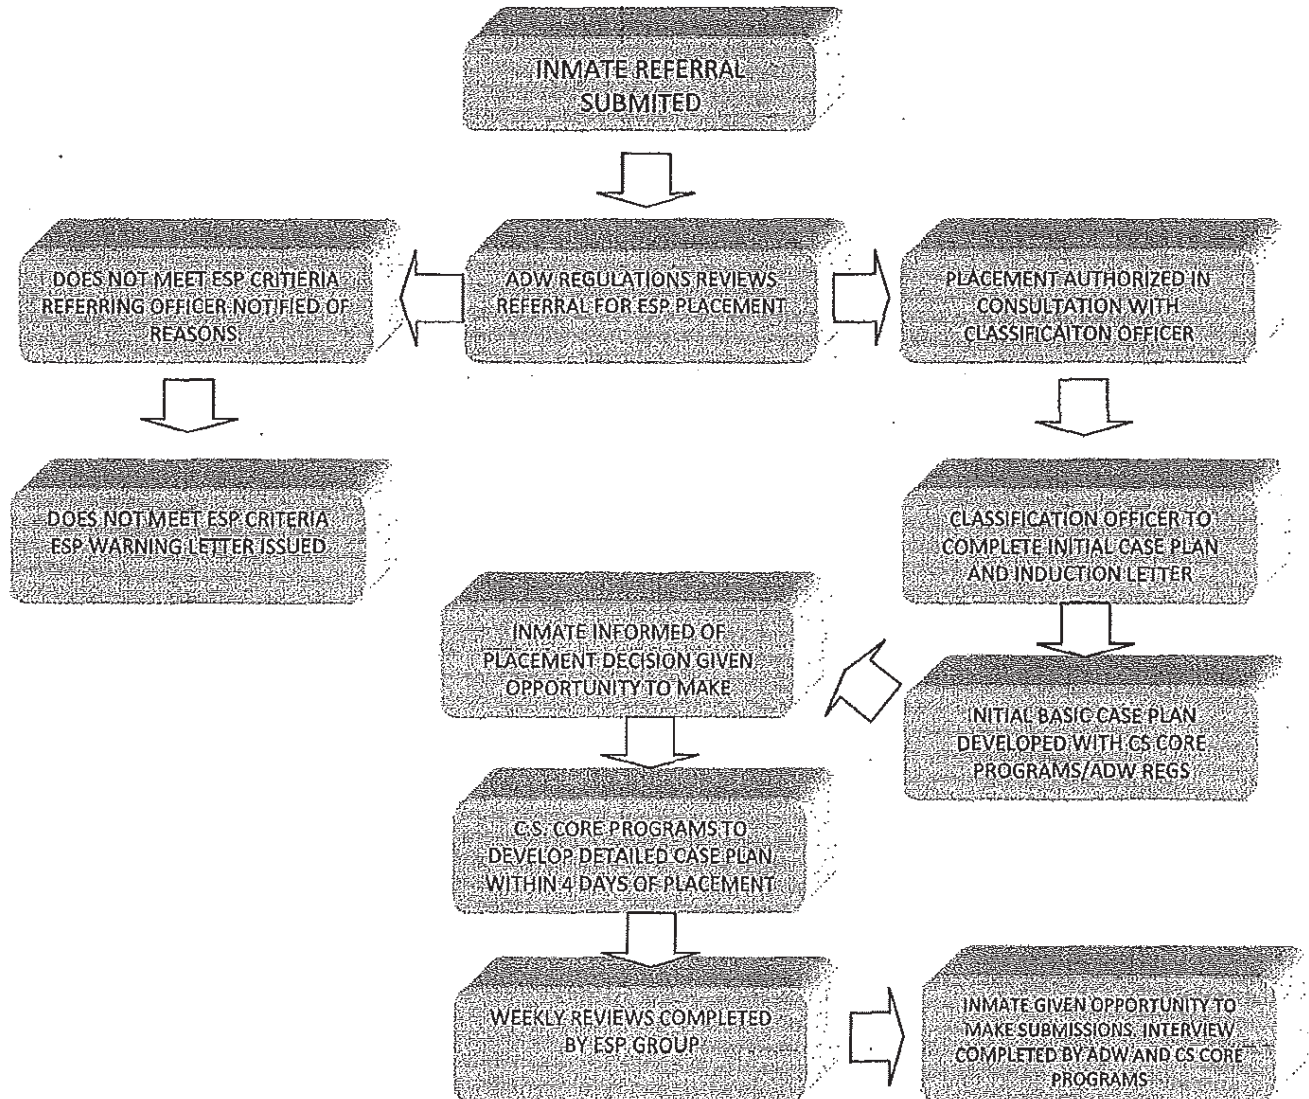 INMATE REFERRAL
SUBMITED
DOES NOT MEET ESP CRITIERIA
REFERRING OFFICER NOTIFIED OF
REASONS
ADW REGULATIONS REVIEWS
REFERRAL FOR ESP PLACEMENT
PLACEMENT AUTHORIZED IN
CONSULTATION WITH
CLASSIFICAITON OFFICER
DOES NOT MEET ESP CRITERIA
ESP WARNING LETTER ISSUED
CLASSIFICATION OFFICER TO
COMPLETE INITIAL CASE PLAN
AND INDUCTION LETTER
INITIAL BASIC CASE PLAN
DEVELOPED WITH CS CORE
PROGRAMS/ADW REGS
INMATE INFORMED OF
PLACEMENT DECISION GIVEN
OPPORTUNITY TO MAKE
C.S. CORE PROGRAMS TO
DEVELOP DETAILED CASE PLAN
WITHIN 4 DAYS OF PLACEMENT
WEEKLY REVIEWS COMPLETED
BY ESP GROUP
INMATE GIVEN OPPORTUNITY TO
MAKE SUBMISSIONS. INTERVIEW
COMPLETED BY ADW AND CS CORE
PROGRAMS